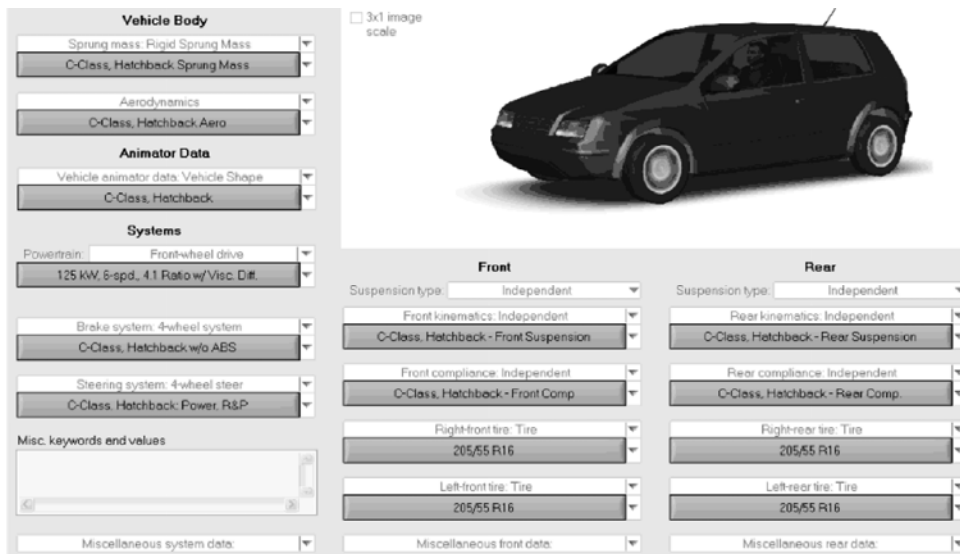 Vehicle Body
Sprung mass: Rigid Sprung Mass
C-Class, Hatchback Sprung Mass
Aerodynamics
C-Class, Hatchback Aero
Animator Data
Vehicle animator data: Vehicle Shape
C-Class, Hatchback
Systems
Powertrain: Front-wheel drive
125 kW, 6-spd., 4.1 Ratio w/ Visc. Diff.
Brake system: 4-wheel system
C-Class, Hatchback w/o ABS
Steering system: 4-wheel steer
C-Class, Hatchback: Power, R&P
Misc. keywords and values
Miscellaneous system data:
3x1 image
scale
Front
Suspension type: Independent
Front kinematics: Independent
C-Class, Hatchback - Front Suspension
Front compliance: Independent
C-Class, Hatchback - Front Comp
Right-front tire: Tire
205/55 R16
Left-front tire: Tire
205/55 R16
Miscellaneous front data:
Rear
Suspension type: Independent
Rear kinematics: Independent
C-Class, Hatchback - Rear Suspension
Rear compliance: Independent
C-Class, Hatchback - Rear Comp.
Right-rear tire: Tire
205/55 R16
Left-rear tire: Tire
205/55 R16
Miscellaneous rear data: